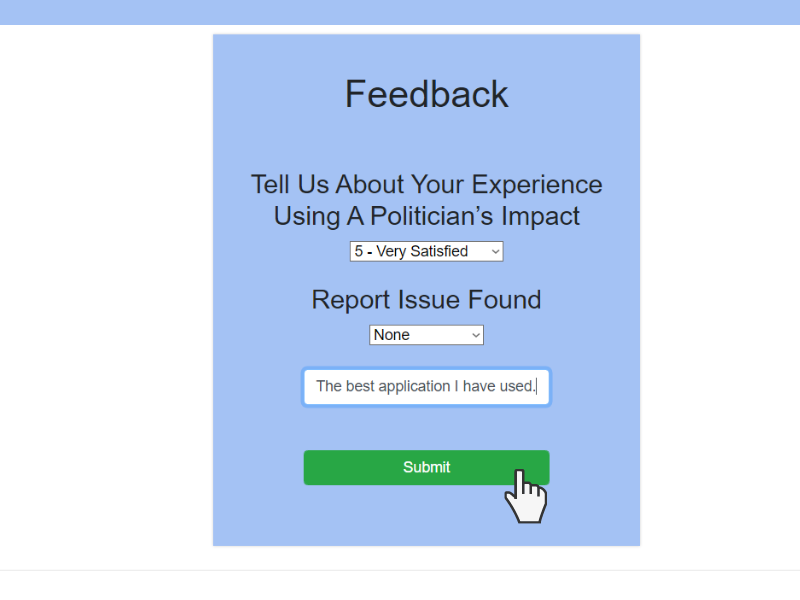 Feedback
Tell Us About Your Experience
Using A Politician’s Impact
5 - Very Satisfied
Report Issue Found
None
The best application I have used.
Submit